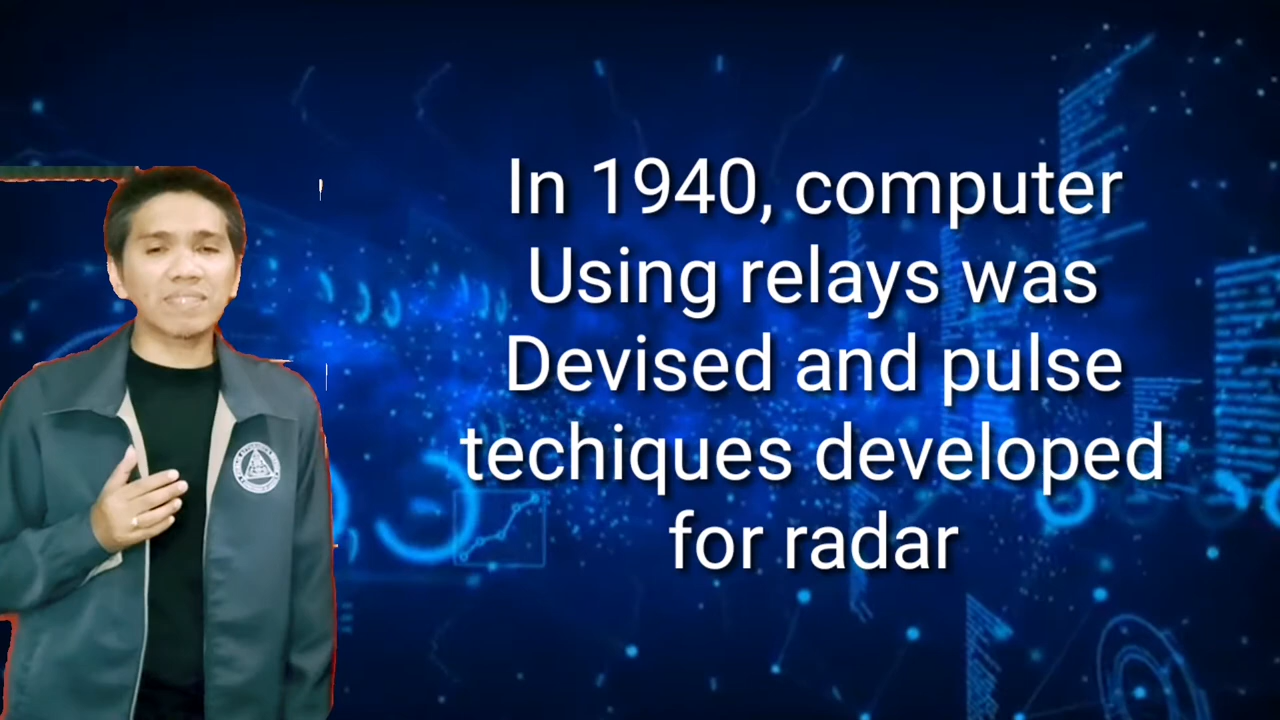 In 1940, computer
Using relays was
Devised and pulse
techiques developed
for radar